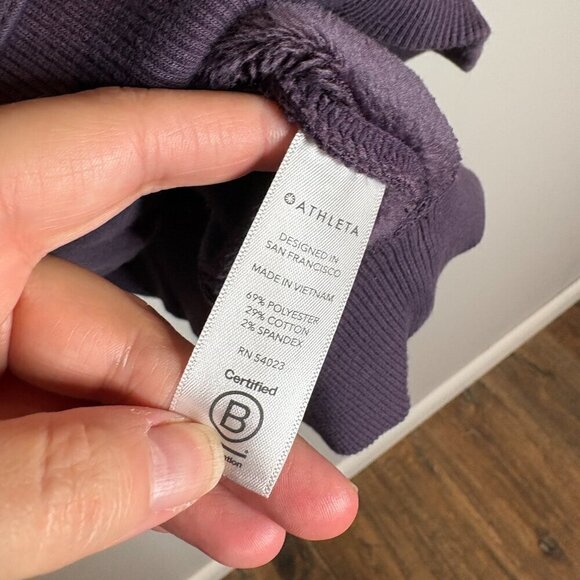 ATHLETA
DESIGNED IN
SAN FRANCISCO
MADE IN VIETNAM
69% POLYESTER
29% COTTON
2% SPANDEX
RN 54023
Certified
B